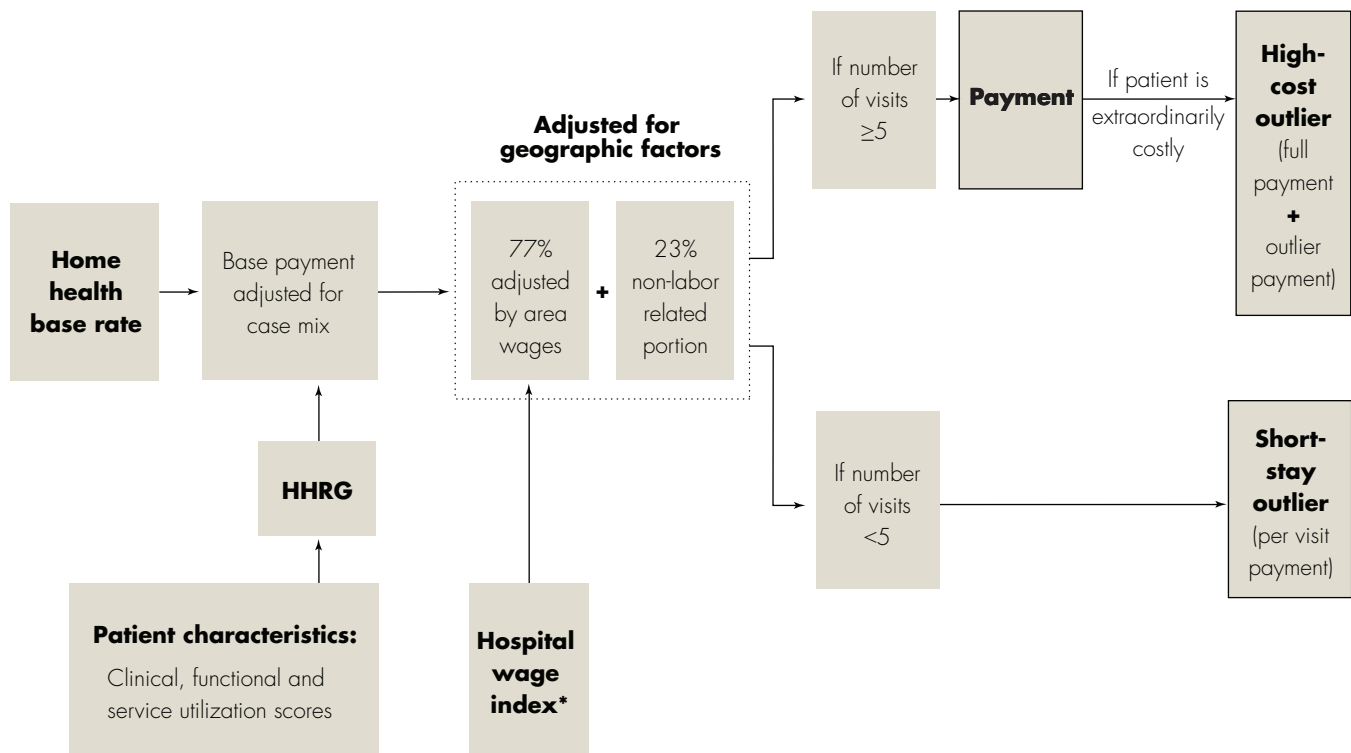 Home
health
base rate
Base payment
adjusted for
case mix
HHRG
Patient characteristics:
Clinical, functional and
service utilization scores
Adjusted for
geographic factors
77%
adjusted
by area
wages
+
23%
non-labor
related
portion
Hospital
wage
index*
If number
of visits
≥5
Payment
If patient is
extraordinarily
costly
High-
cost
outlier
(full
payment
+
outlier
payment)
If number
of visits
<5
Short-
stay
outlier
(per visit
payment)